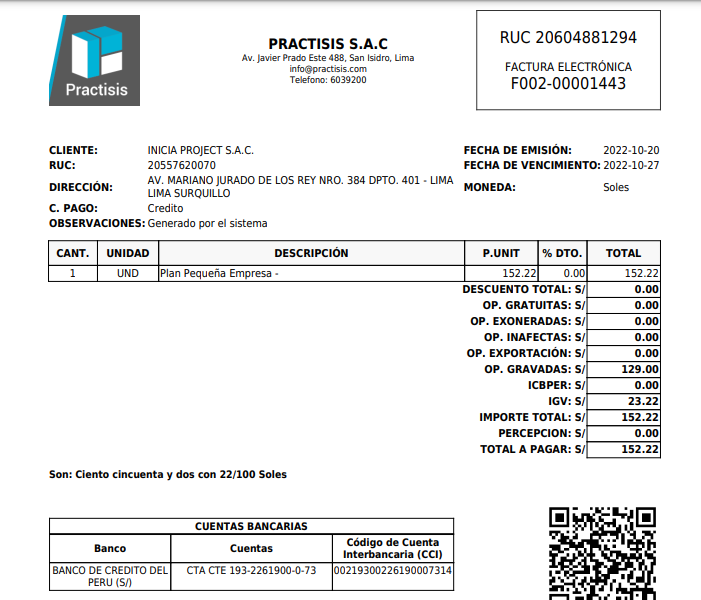 Practisis
PRACTISIS S.A.C
Av. Javier Prado Este 488, San Isidro, Lima
info@practisis.com
Telefono: 6039200
RUC 20604881294
FACTURA ELECTRÓNICA
F002-00001443
CLIENTE: INICIA PROJECT S.A.C.
RUC: 20557620070
DIRECCIÓN: AV. MARIANO JURADO DE LOS REY NRO. 384 DPTO. 401 - LIMA
LIMA SURQUILLO
C. PAGO: Credito
OBSERVACIONES: Generado por el sistema
FECHA DE EMISIÓN: 2022-10-20
FECHA DE VENCIMIENTO: 2022-10-27
MONEDA: Soles
CANT. UNIDAD DESCRIPCIÓN P.UNIT % DTO. TOTAL
1 UND Plan Pequeña Empresa - 152.22 0.00 152.22
DESCUENTO TOTAL: S/ 0.00
OP. GRATUITAS: S/ 0.00
OP. EXONERADAS: S/ 0.00
OP. INAFECTAS: S/ 0.00
OP. EXPORTACIÓN: S/ 0.00
OP. GRAVADAS: S/ 129.00
ICBPER: S/ 0.00
IGV: S/ 23.22
IMPORTE TOTAL: S/ 152.22
PERCEPCION: S/ 0.00
TOTAL A PAGAR: S/ 152.22
Son: Ciento cincuenta y dos con 22/100 Soles
CUENTAS BANCARIAS
Banco Cuentas Código de Cuenta
Interbancaria (CCI)
BANCO DE CREDITO DEL CTA CTE 193-2261900-0-73 00219300226190007314
PERU (S/)